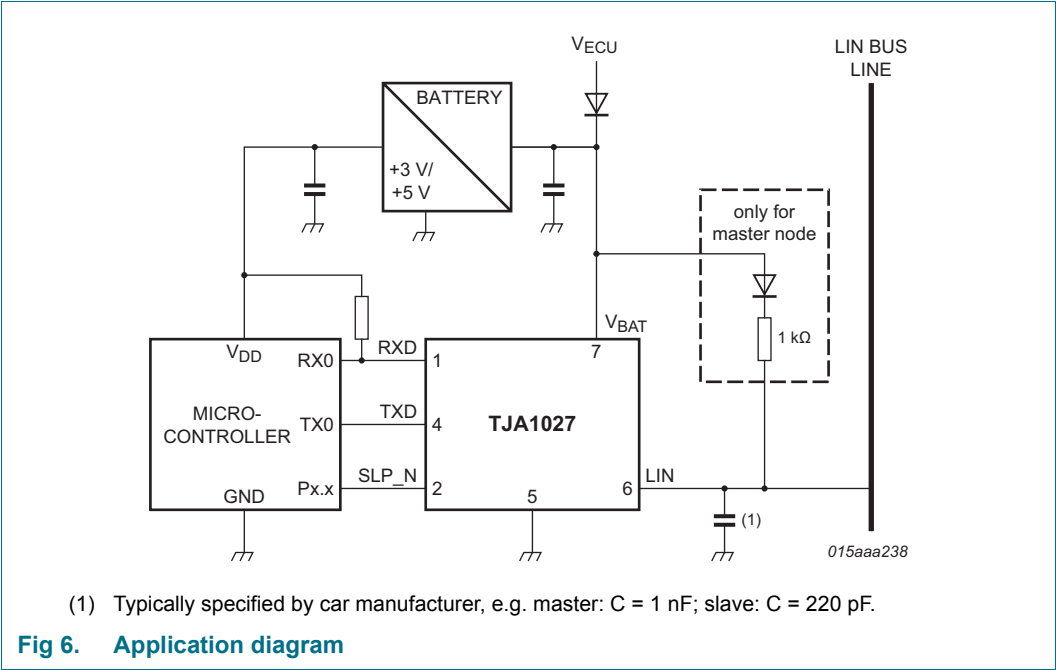 VECU
LIN BUS
LINE
BATTERY
+3 V/
+5 V
only for
master node
1 kΩ
VBAT
7
VDD
RX0
RXD
1
MICRO-
CONTROLLER
TX0
TXD
4
TJA1027
Px.x
SLP_N
2
6
LIN
GND
5
(1)
015aaa238
(1) Typically specified by car manufacturer, e.g. master: C = 1 nF; slave: C = 220 pF.
Fig 6. Application diagram